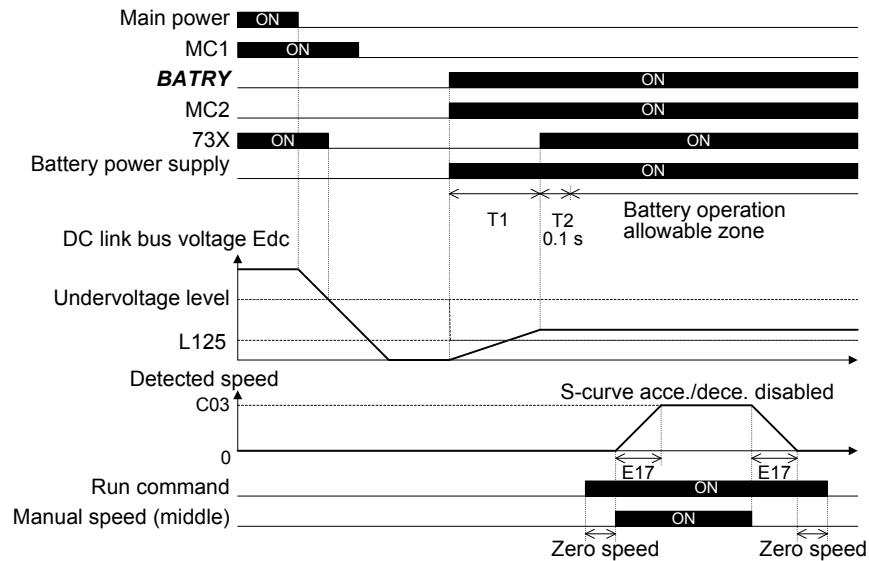 Main power ON
MC1 ON
BATRY ON
MC2 ON
73X ON ON
Battery power supply ON
T1 T2 Battery operation
0.1 s allowable zone
DC link bus voltage Edc
Undervoltage level
L125
Detected speed
S-curve acce./dece. disabled
C03
0
E17 E17
Run command ON
Manual speed (middle) ON
Zero speed Zero speed